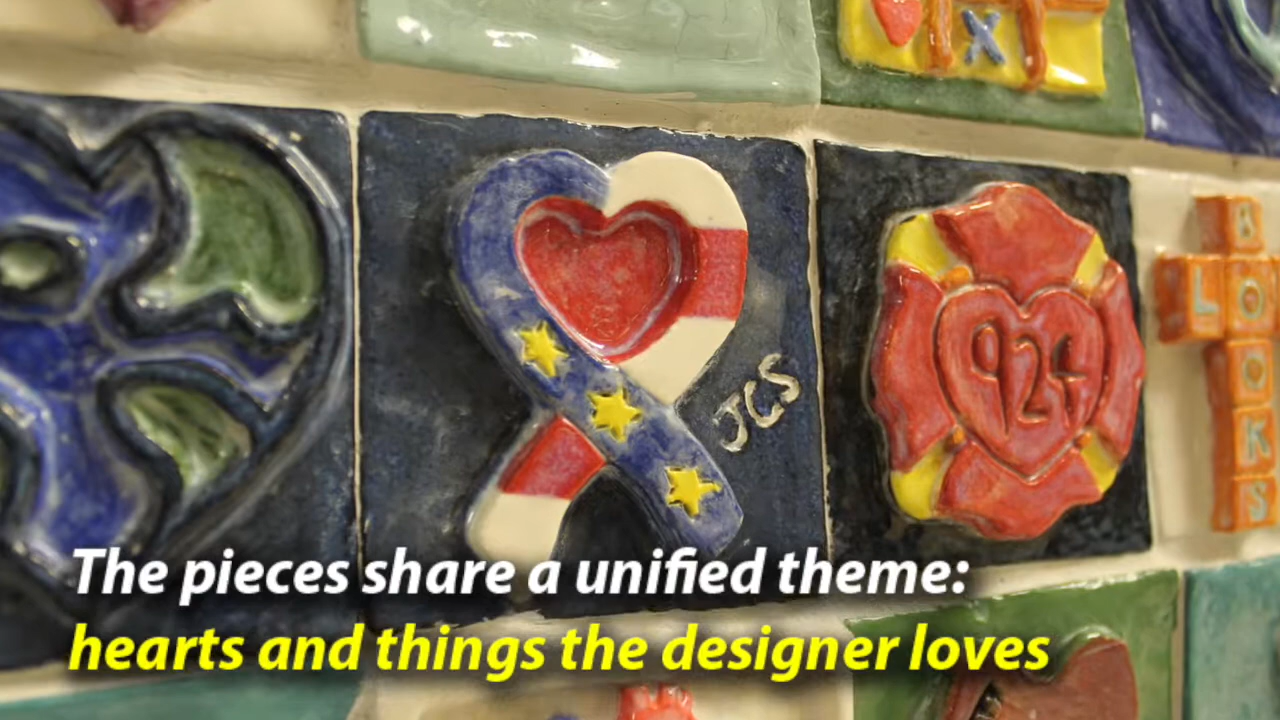 X
JCS
924
B
LOOKS
O
The pieces share a unified theme:
hearts and things the designer loves